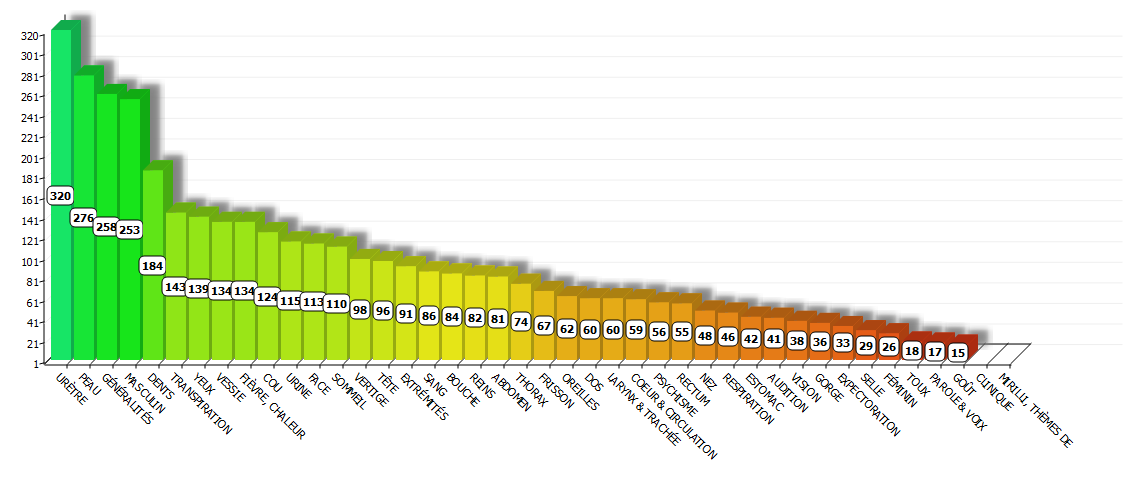 320
301
281
261
241
221
201
181
161
141
121
101
81
61
41
21
1
320
276
258
253
184
143
139
134
134
124
115
113
110
98
96
91
86
84
82
81
74
67
62
60
60
59
56
55
48
46
42
41
38
36
33
29
26
18
17
15
URÈTRE
PEAU
GÉNÉRALITÉS
MASCULIN
DENTS
TRANSPIRATION
YEUX
VESSIE
FIÈVRE, CHALEUR
COU
URINE
FACE
SOMMEIL
VERTIGE
TÊTE
EXTRÉMITÉS
SANG
BOUCHE
REINS
ABDOMEN
THORAX
FRISSON
OREILLES
DOS
LARYNX & TRACHÉE
COEUR & CIRCULATION
PSYCHISME
RECTUM
NEZ
RESPIRATION
ESTOMAC
AUDITION
VISION
GORGE
EXPECTORATION
SELLE
FÉMININ
TOUX
PAROLE & VOIX
GOÛT
CLINIQUE
MIRILLI, THÈMES DE